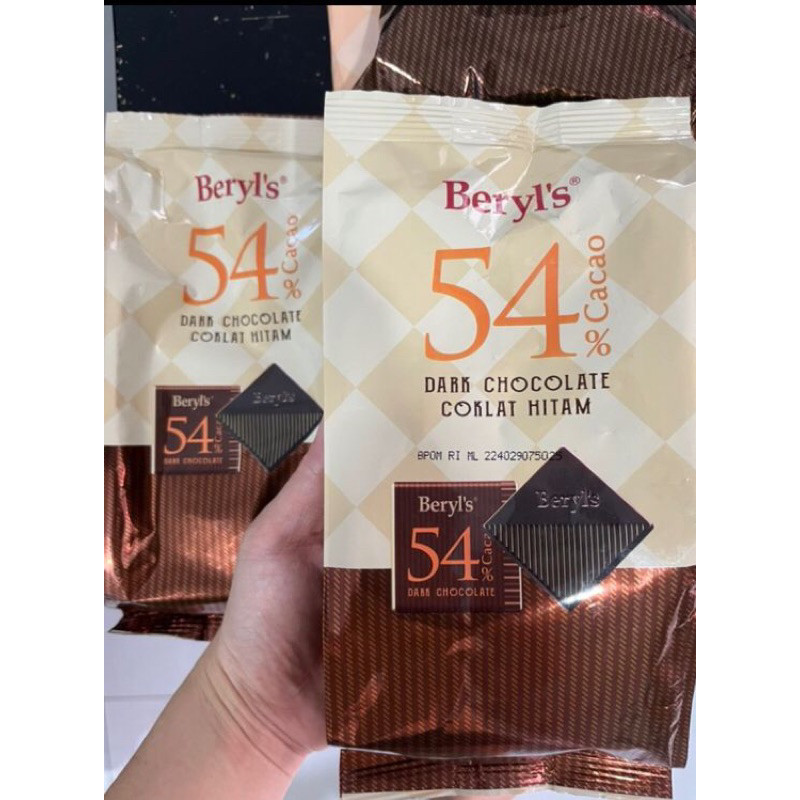 Beryl's®
54
% Cacao
DARK CHOCOLATE
COKLAT HITAM
Beryl's
54
% Cacao
DARK CHOCOLATE
Beryl's
Beryl's®
54
% Cacao
DARK CHOCOLATE
COKLAT HITAM
BPOM RI ML 224029075025
Beryl's
54
% Cacao
DARK CHOCOLATE
Beryl's